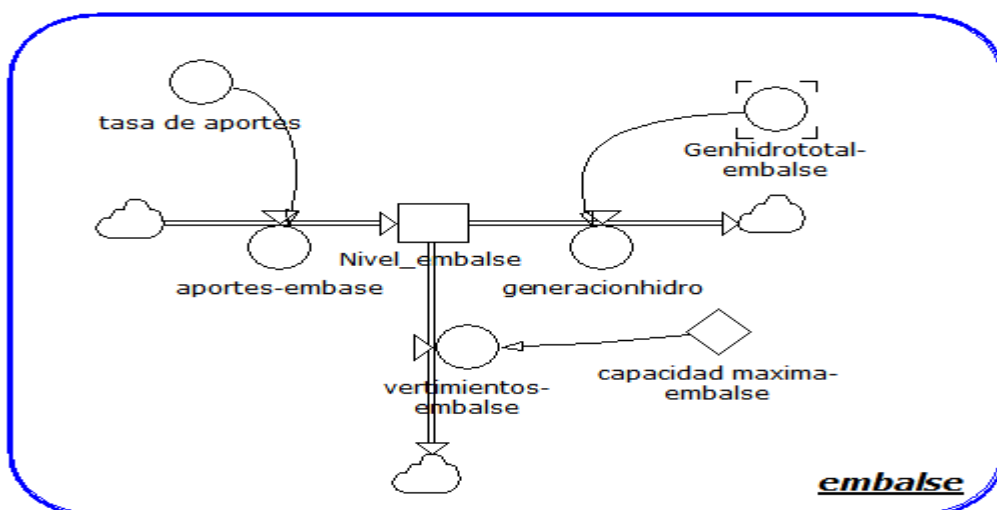 tasa de aportes
Genhidrototal-
embalse
Nivel_embalse
aportes-embase
generacionhidro
capacidad maxima-
embalse
vertimientos-
embalse
embalse